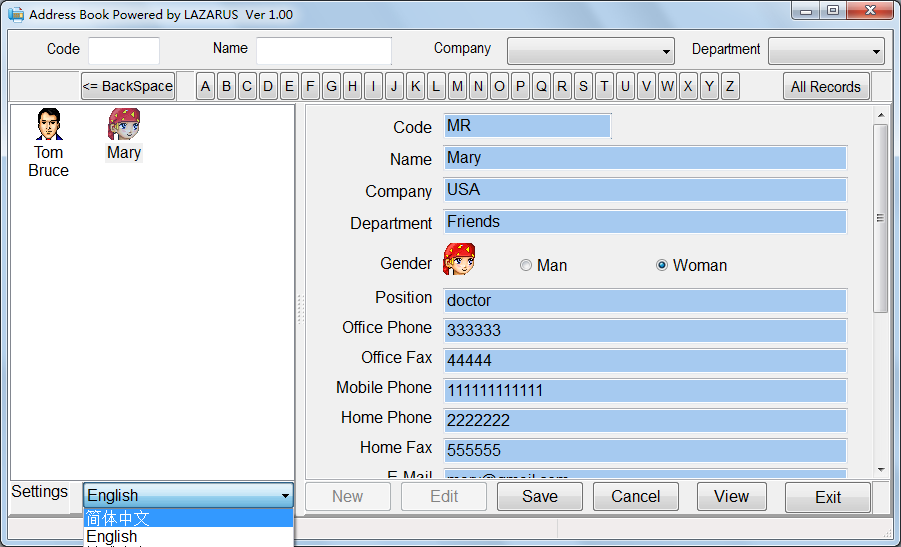 Address Book Powered by LAZARUS Ver 1.00
Code Name Company Department
<= BackSpace A B C D E F G H I J K L M N O P Q R S T U V W X Y Z All Records
Tom
Bruce
Mary
Code MR
Name Mary
Company USA
Department Friends
Gender Man Woman
Position doctor
Office Phone 333333
Office Fax 44444
Mobile Phone 111111111111
Home Phone 2222222
Home Fax 555555
E-Mail mary@gmail.com
Settings English New Edit Save Cancel View Exit
简体中文
English